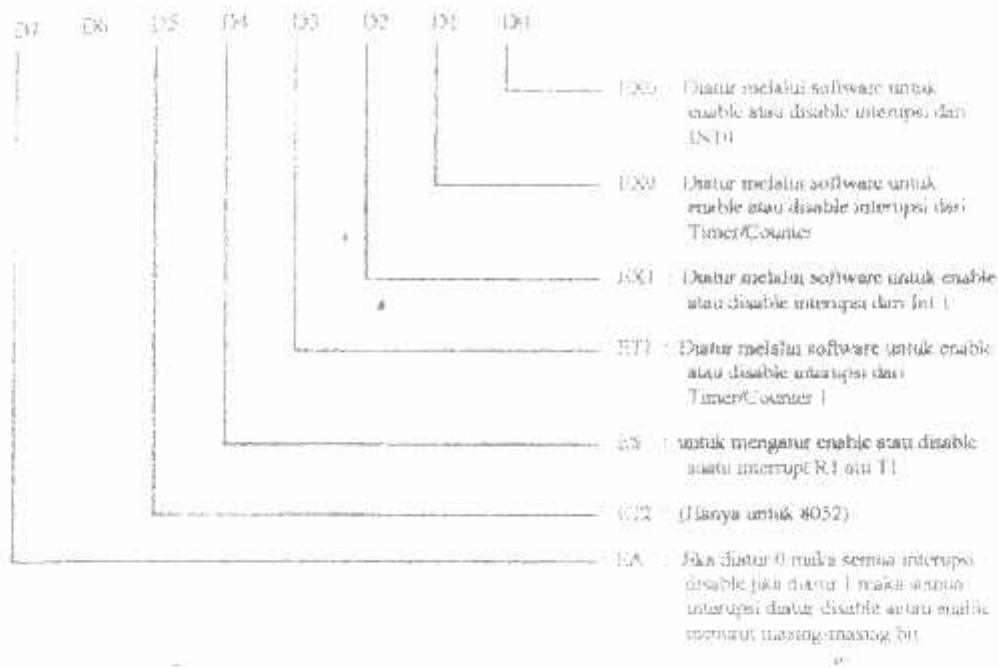 D7 D6 D5 D4 D3 D2 D1 D0
EX0 : Diatur melalui software untuk
enable atau disable interupsi dari
INT0
EX0 : Diatur melalui software untuk
enable atau disable interupsi dari
Timer/Counter
EX1 : Diatur melalui software untuk enable
atau disable interupsi dari Int 1
ET1 : Diatur melalui software untuk enable
atau disable interupsi dari
Timer/Counter 1
ES : untuk mengatur enable atau disable
suatu interrupt R1 atu T1
ET2 : (Hanya untuk 8052)
EA : Jika diatur 0 maka semua interupsi
disable jika diatur 1 maka semua
interupsi diatur disable atau enable
menurut masing-masing bit